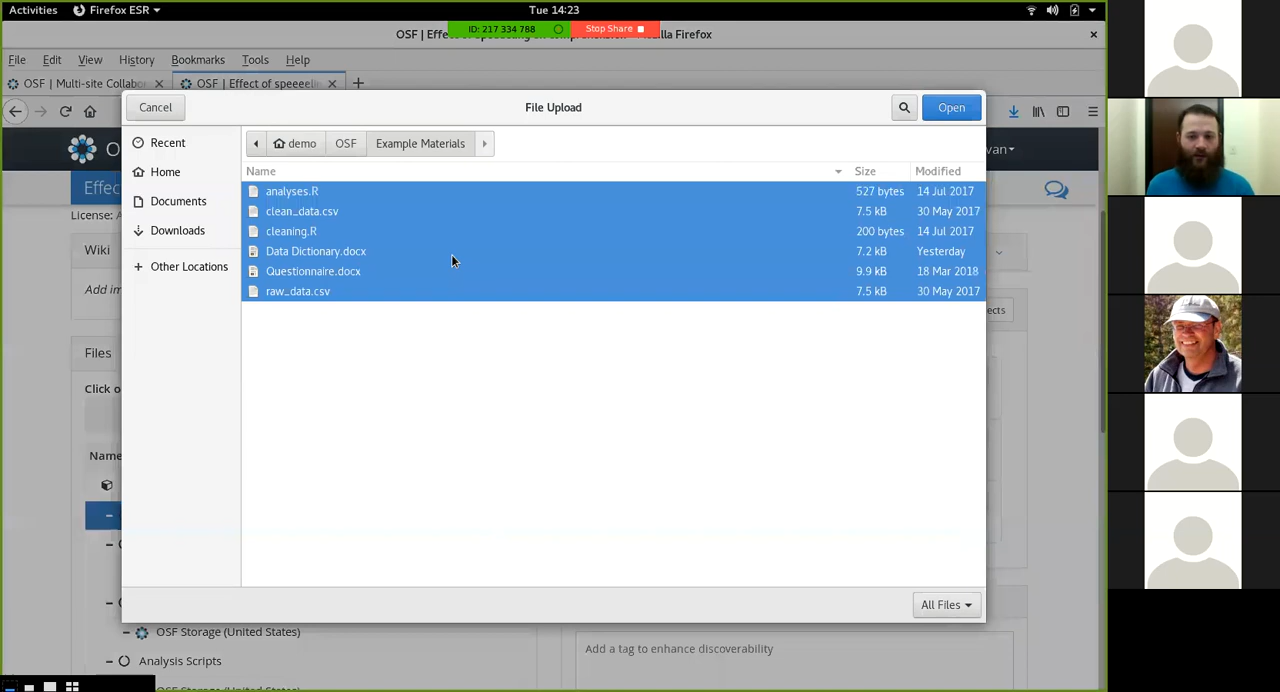 Activities Firefox ESR Tue 14:23
ID: 217 334 788 Stop Share
OSF | Effect of
File Edit View History Bookmarks Tools Help
OSF | Multi-site Collabo OSF | Effect of speeeeli
Cancel File Upload Open
Recent
Home
Documents
Downloads
Other Locations
demo OSF Example Materials
Name Size Modified
analyses.R 527 bytes 14 Jul 2017
clean_data.csv 7.5 kB 30 May 2017
cleaning.R 200 bytes 14 Jul 2017
Data Dictionary.docx 7.2 kB Yesterday
Questionnaire.docx 9.9 kB 18 Mar 2018
raw_data.csv 7.5 kB 30 May 2017
All Files
O van
Effec
License: A
Wiki
Add im
Files ects
Click o
Name
OSF Storage (United States)
Analysis Scripts
Add a tag to enhance discoverability